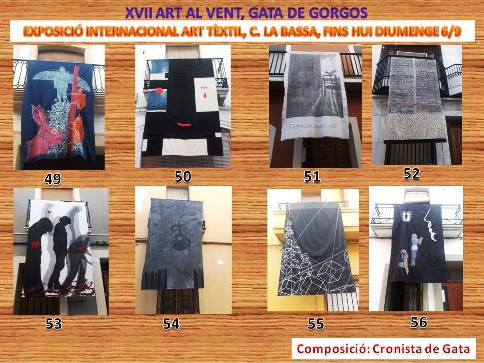 XVII ART AL VENT, GATA DE GORGOS
EXPOSICIÓ INTERNACIONAL ART TÈXTIL, C. LA BASSA, FINS HUI DIUMENGE 6/9
49
50
51
52
53
54
55
56
Composició: Cronista de Gata